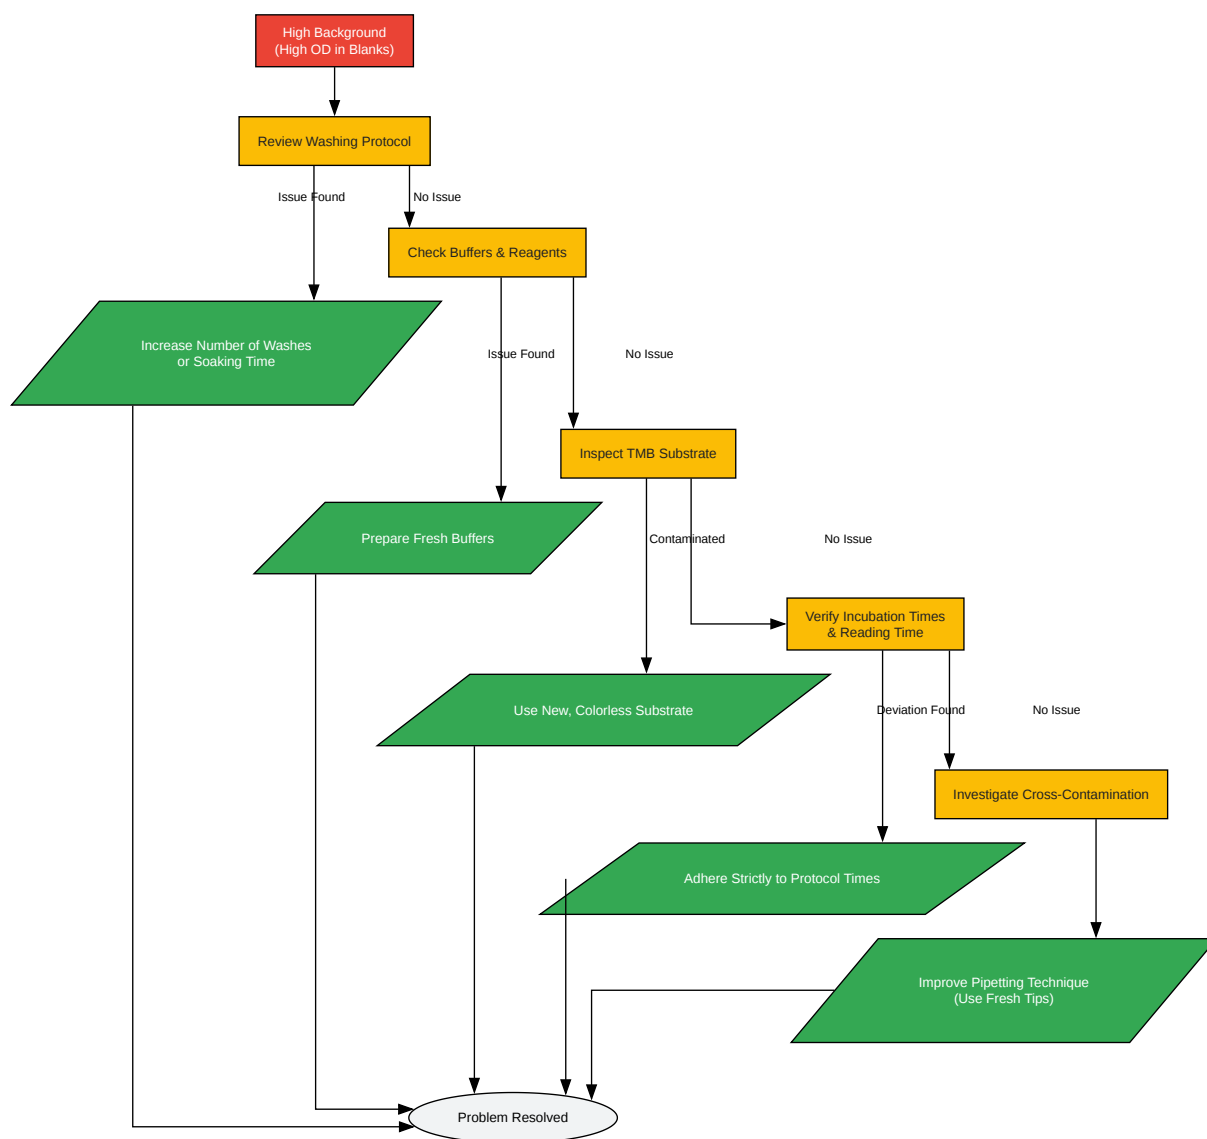 High Background
(High OD in Blanks)
Review Washing Protocol
Issue Found
No Issue
Check Buffers & Reagents
Increase Number of Washes
or Soaking Time
Issue Found
No Issue
Inspect TMB Substrate
Prepare Fresh Buffers
Contaminated
No Issue
Verify Incubation Times
& Reading Time
Use New, Colorless Substrate
Deviation Found
No Issue
Investigate Cross-Contamination
Adhere Strictly to Protocol Times
Improve Pipetting Technique
(Use Fresh Tips)
Problem Resolved